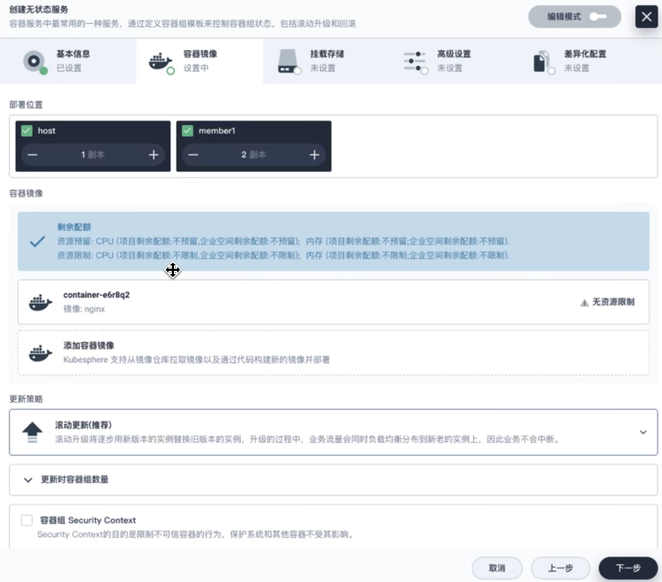 创建无状态服务
容器服务中最常用的一种服务，通过定义容器组模板来控制容器组状态，包括滚动升级和回滚
编辑模式
基本信息
已设置
容器镜像
设置中
挂载存储
未设置
高级设置
未设置
差异化配置
未设置
部署位置
host
1 副本
member1
2 副本
容器镜像
剩余配额
资源预留: CPU (项目剩余配额:不预留,企业空间剩余配额:不预留); 内存 (项目剩余配额:不预留;企业空间剩余配额:不预留).
资源限制: CPU (项目剩余配额:不限制,企业空间剩余配额:不限制); 内存 (项目剩余配额:不限制;企业空间剩余配额:不限制).
container-e6r8q2
镜像: nginx
无资源限制
添加容器镜像
Kubesphere 支持从镜像仓库拉取镜像以及通过代码构建新的镜像并部署
更新策略
滚动更新(推荐)
滚动升级将逐步用新版本的实例替换旧版本的实例，升级的过程中，业务流量会同时负载均衡分布到新老的实例上，因此业务不会中断。
更新时容器组数量
容器组 Security Context
Security Context的目的是限制不可信容器的行为，保护系统和其他容器不受其影响。
取消
上一步
下一步